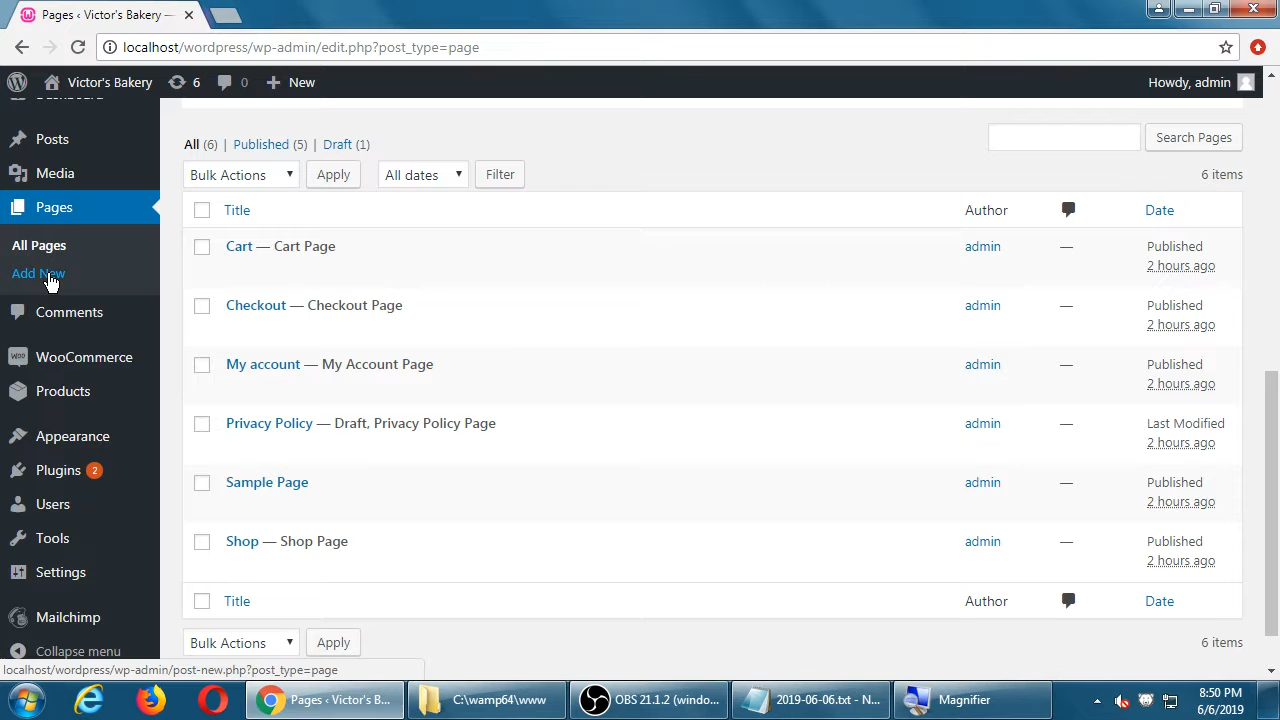 Pages ‹ Victor's Bakery —
localhost/wordpress/wp-admin/edit.php?post_type=page
Victor's Bakery 6 0 New Howdy, admin
Dashboard
Posts
Media
Pages
All Pages
Add New
Comments
WooCommerce
Products
Appearance
Plugins 2
Users
Tools
Settings
Mailchimp
Collapse menu
All (6) | Published (5) | Draft (1) Search Pages
Bulk Actions Apply All dates Filter 6 items
Title Author Date
Cart — Cart Page admin — Published
2 hours ago
Checkout — Checkout Page admin — Published
2 hours ago
My account — My Account Page admin — Published
2 hours ago
Privacy Policy — Draft, Privacy Policy Page admin — Last Modified
2 hours ago
Sample Page admin — Published
2 hours ago
Shop — Shop Page admin — Published
2 hours ago
Title Author Date
Bulk Actions Apply 6 items
localhost/wordpress/wp-admin/post-new.php?post_type=page
Pages ‹ Victor's B... C:\wamp64\www OBS 21.1.2 (windo... 2019-06-06.txt - N... Magnifier
8:50 PM
6/6/2019